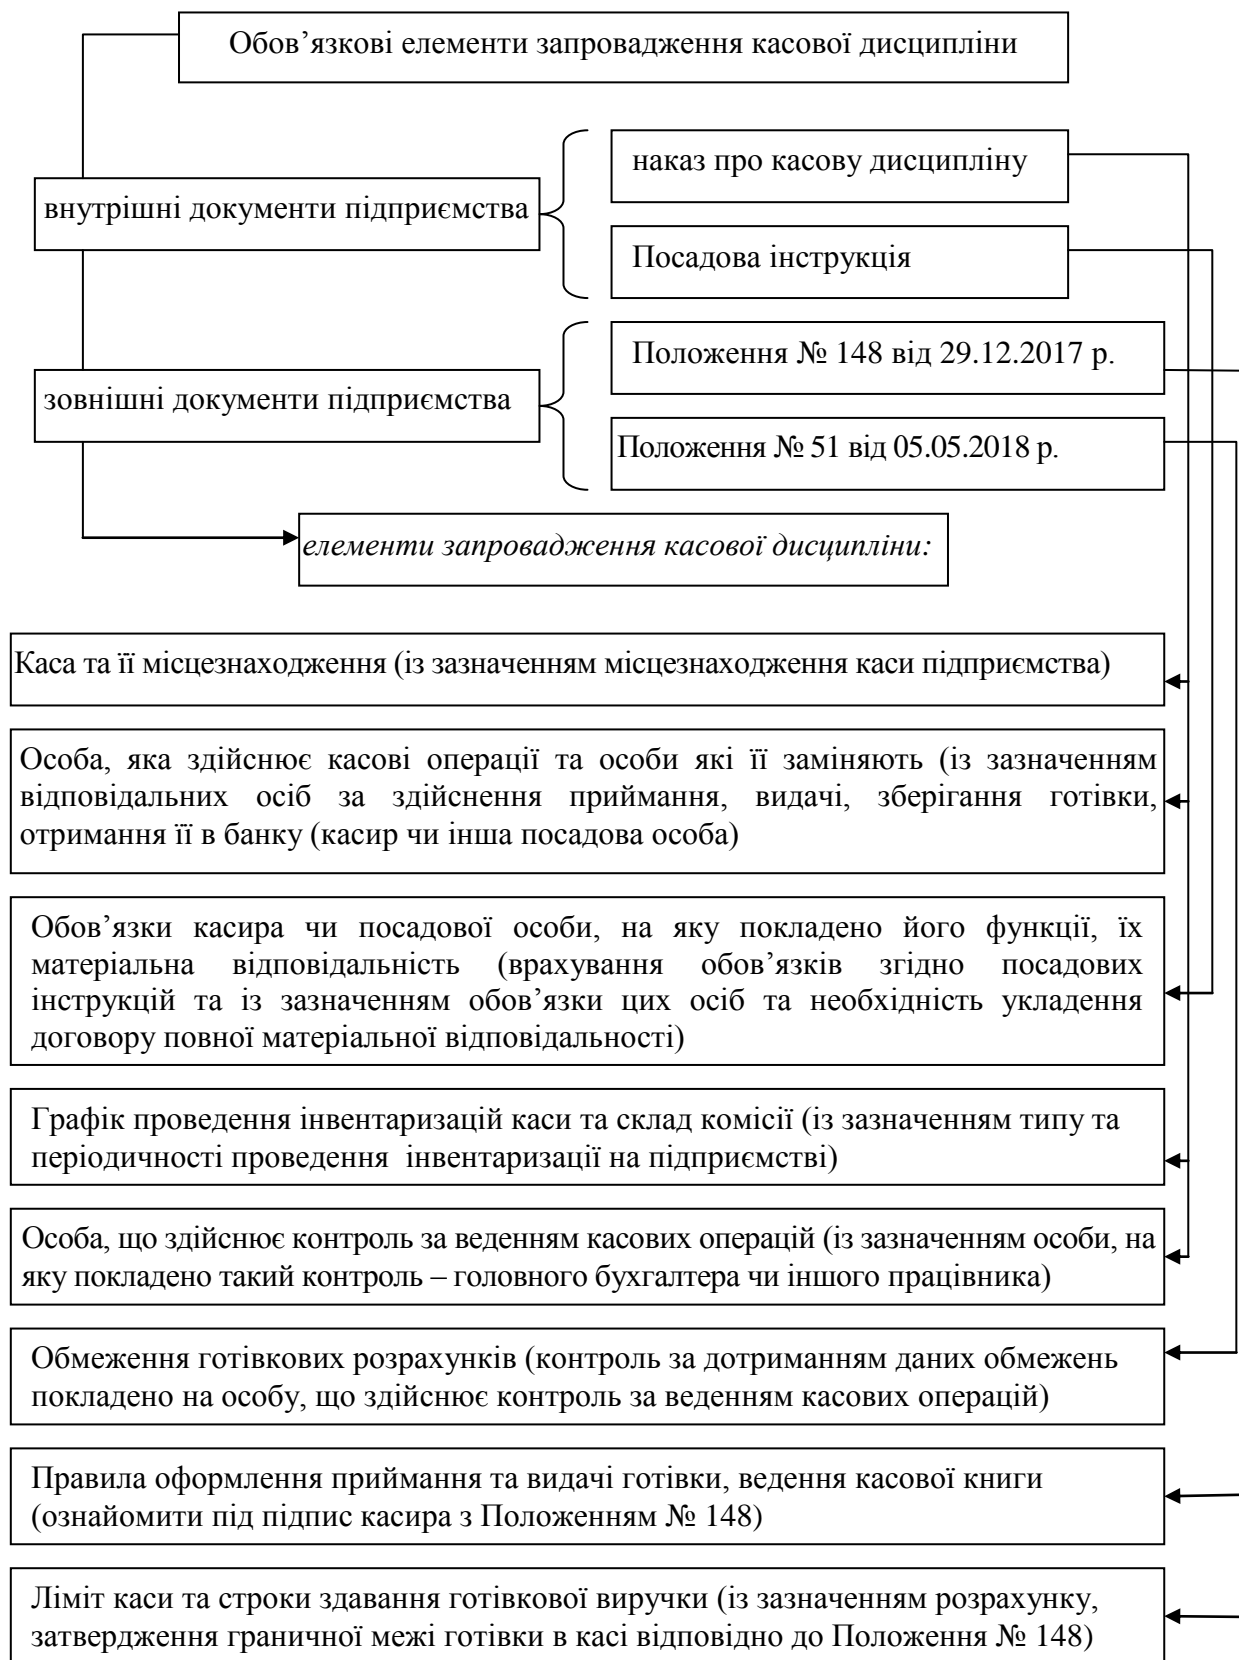 Обов’язкові елементи запровадження касової дисципліни
наказ про касову дисципліну
внутрішні документи підприємства
Посадова інструкція
Положення № 148 від 29.12.2017 р.
зовнішні документи підприємства
Положення № 51 від 05.05.2018 р.
елементи запровадження касової дисципліни:
Каса та її місцезнаходження (із зазначенням місцезнаходження каси підприємства)
Особа, яка здійснює касові операції та особи які її заміняють (із зазначенням
відповідальних осіб за здійснення приймання, видачі, зберігання готівки,
отримання її в банку (касир чи інша посадова особа)
Обов’язки касира чи посадової особи, на яку покладено його функції, їх
матеріальна відповідальність (врахування обов’язків згідно посадових
інструкцій та із зазначенням обов’язки цих осіб та необхідність укладення
договору повної матеріальної відповідальності)
Графік проведення інвентаризацій каси та склад комісії (із зазначенням типу та
періодичності проведення інвентаризації на підприємстві)
Особа, що здійснює контроль за веденням касових операцій (із зазначенням особи, на
яку покладено такий контроль – головного бухгалтера чи іншого працівника)
Обмеження готівкових розрахунків (контроль за дотриманням даних обмежень
покладено на особу, що здійснює контроль за веденням касових операцій)
Правила оформлення приймання та видачі готівки, ведення касової книги
(ознайомити під підпис касира з Положенням № 148)
Ліміт каси та строки здавання готівкової виручки (із зазначенням розрахунку,
затвердження граничної межі готівки в касі відповідно до Положення № 148)